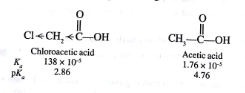 O O
Cl←CH₂←C—OH CH₃—C—OH
Chloroacetic acid Acetic acid
Kₐ 138 × 10⁻⁵ 1.76 × 10⁻⁵
pKₐ 2.86 4.76